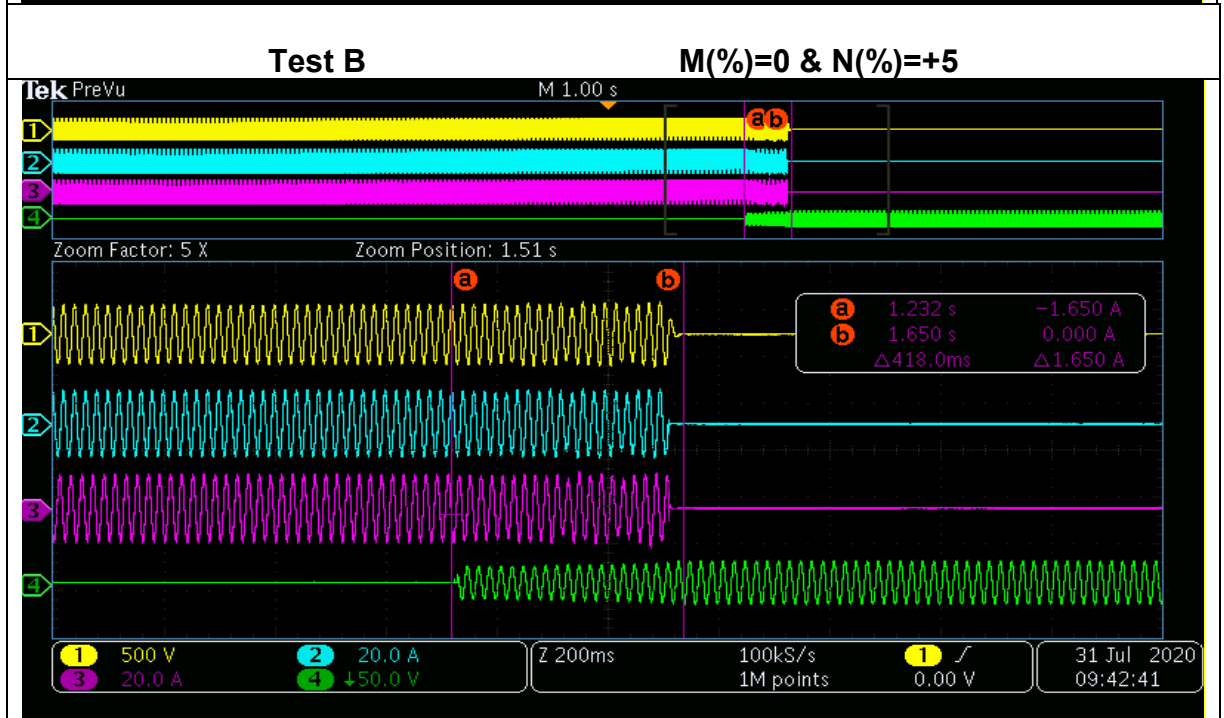 Test B M(%)=0 & N(%)=+5
Tek PreVu M 1.00 s
a b
1
2
3
4
Zoom Factor: 5 X Zoom Position: 1.51 s
a b
a 1.232 s −1.650 A
b 1.650 s 0.000 A
△418.0ms △1.650 A
1
2
3
4
1 500 V 2 20.0 A Z 200ms 100kS/s 1 31 Jul 2020
3 20.0 A 4 ↓50.0 V 1M points 0.00 V 09:42:41